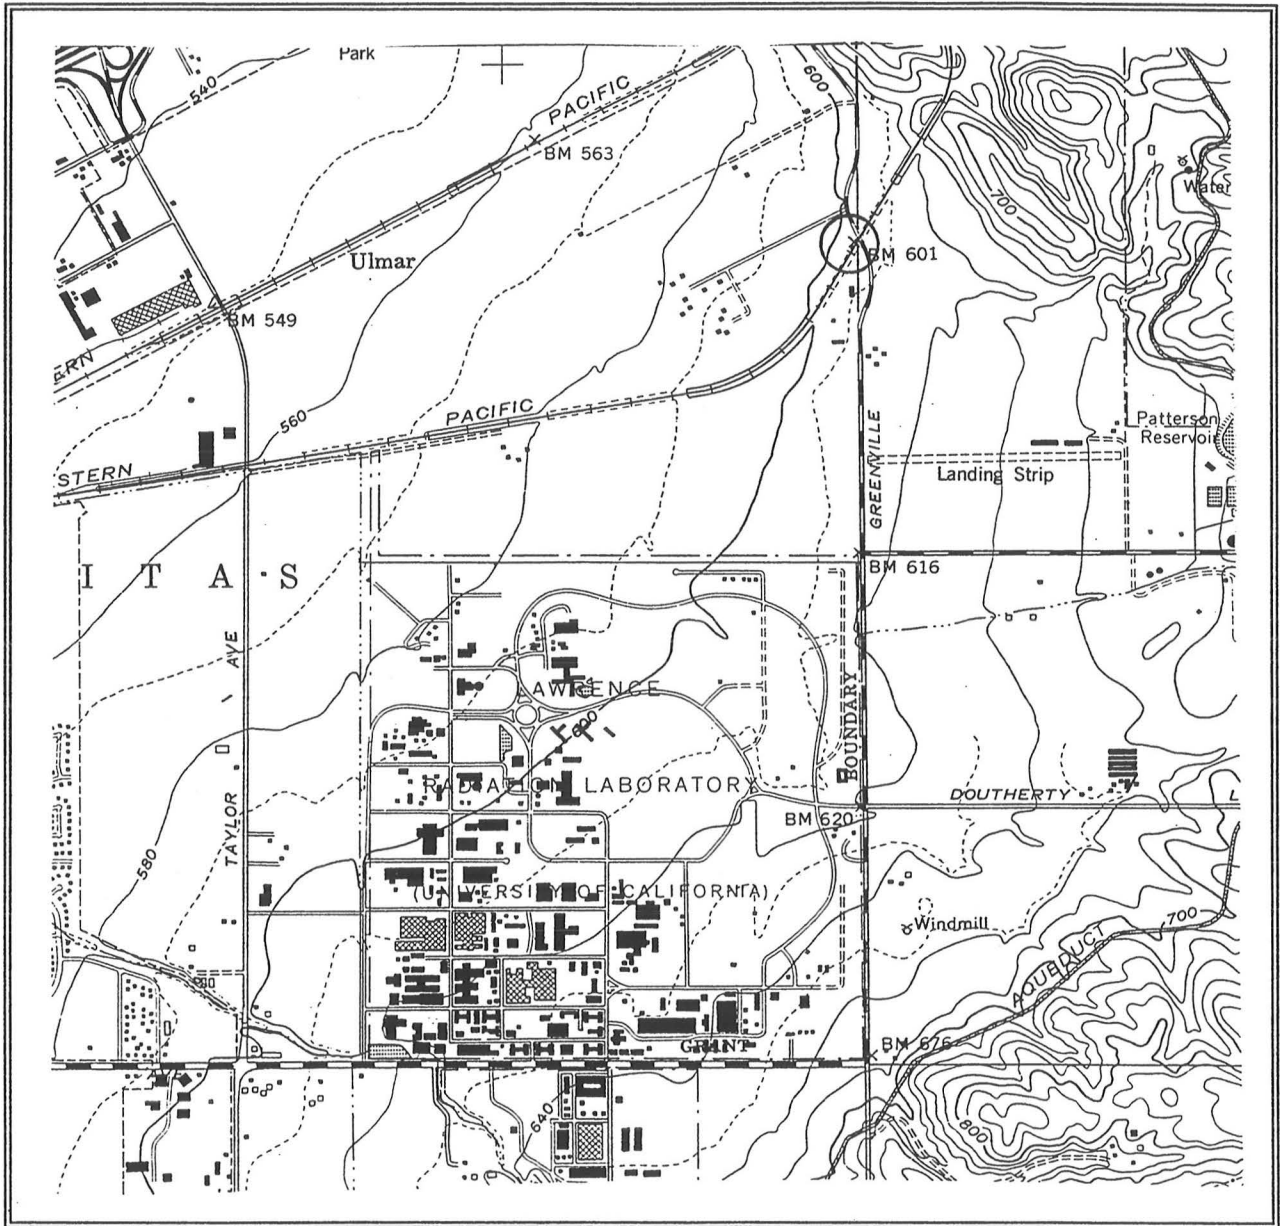 Park
540
600
PACIFIC
BM 563
Water
700
BM 601
Ulmar
BM 549
ERN
560
PACIFIC
Patterson
Reservoir
GREENVILLE
STERN
Landing Strip
BM 616
I T A S
AVE
LAWRENCE
BOUNDARY
600
RADIATION LABORATORY
DOUTHERTY
L
TAYLOR
BM 620
580
(UNIVERSITY OF CALIFORNIA)
700
Windmill
AQUEDUCT
GRANT
BM 676
640
800